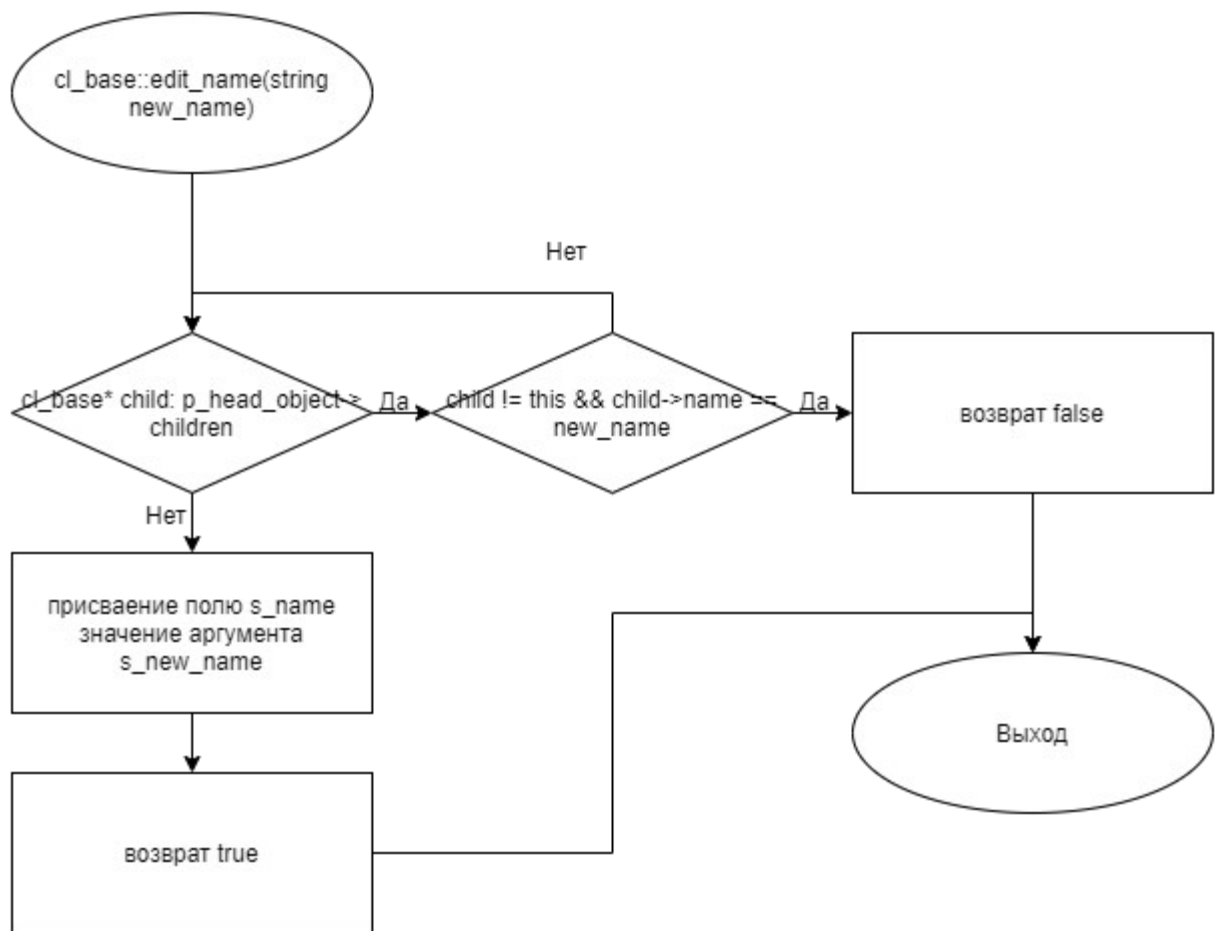 cl_base::edit_name(string
new_name)
Нет
cl_base* child: p_head_object->
children
Да
child != this && child->name ==
new_name
Да
возврат false
Нет
присваение полю s_name
значение аргумента
s_new_name
Выход
возврат true